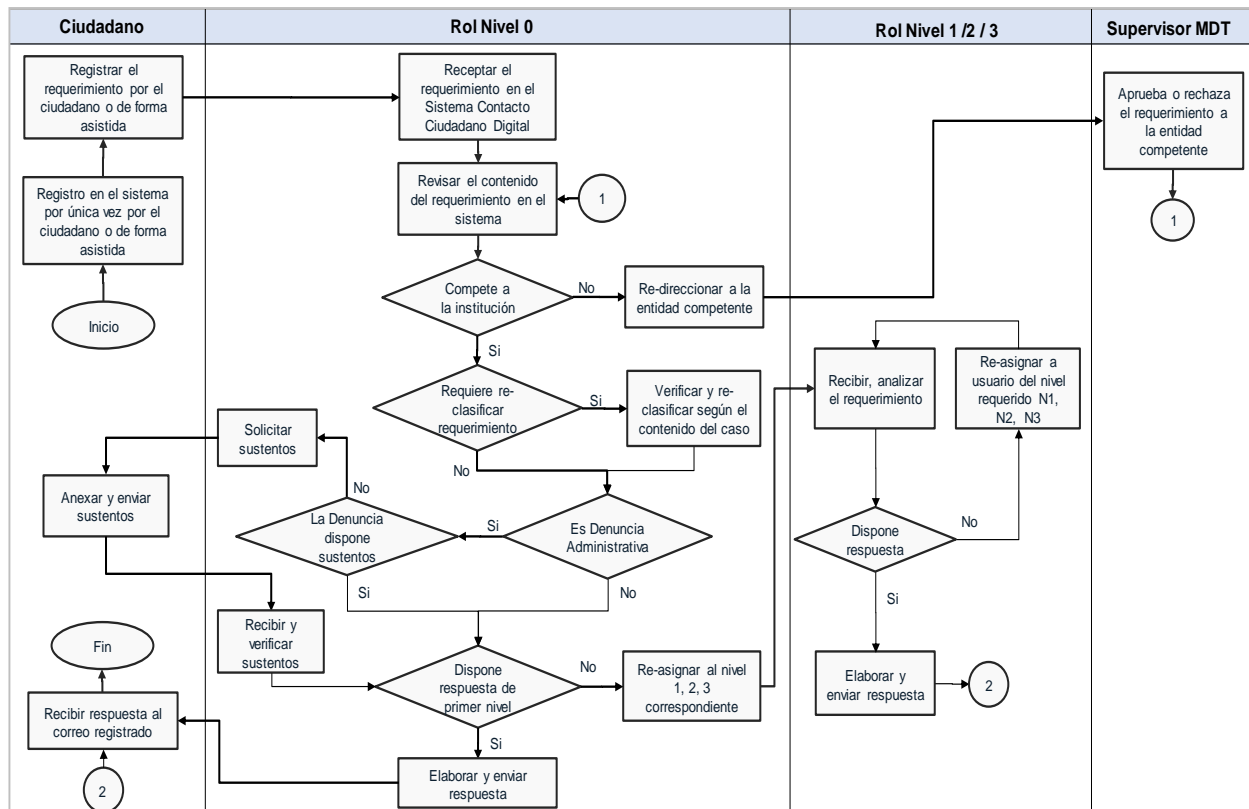 Ciudadano
Rol Nivel 0
Rol Nivel 1 /2 / 3
Supervisor MDT
Registrar el
requerimiento por el
ciudadano o de forma
asistida
Receptar el
requerimiento en el
Sistema Contacto
Ciudadano Digital
Aprueba o rechaza
el requerimiento a
la entidad
competente
Registro en el sistema
por única vez por el
ciudadano o de forma
asistida
Revisar el contenido
del requerimiento en el
sistema
1
1
Inicio
Compete a
la institución
No
Re-direccionar a la
entidad competente
Si
Requiere re-
clasificar
requerimiento
Si
Verificar y re-
clasificar según el
contenido del caso
No
Recibir, analizar
el requerimiento
Re-asignar a
usuario del nivel
requerido N1,
N2, N3
Solicitar
sustentos
Anexar y enviar
sustentos
No
La Denuncia
dispone
sustentos
Si
Es Denuncia
Administrativa
Si
No
Dispone
respuesta
No
Si
Recibir y
verificar
sustentos
Fin
Dispone
respuesta de
primer nivel
No
Re-asignar al nivel
1, 2, 3
correspondiente
Elaborar y
enviar respuesta
2
Recibir respuesta al
correo registrado
Si
2
Elaborar y enviar
respuesta